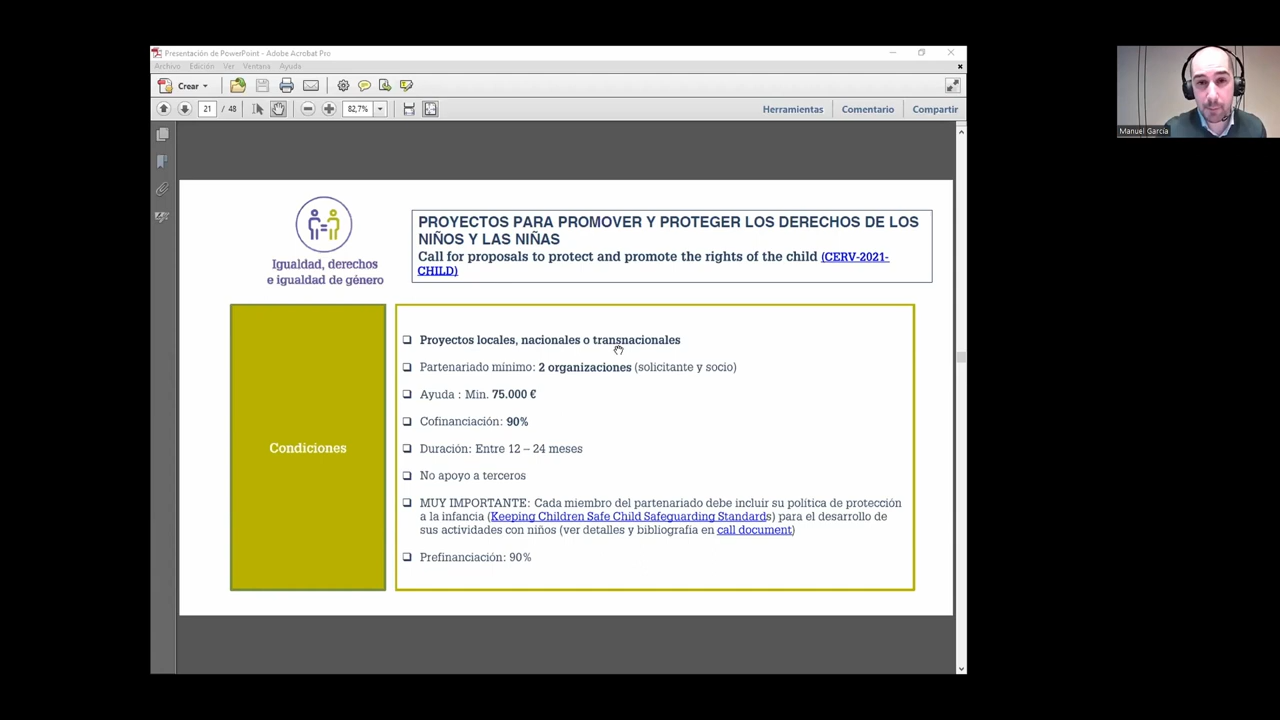 Presentación de PowerPoint - Adobe Acrobat Pro
Archivo Edición Ver Ventana Ayuda
Crear
21 / 48 82,7% Herramientas Comentario Compartir
Manuel García
Igualdad, derechos
e igualdad de género
PROYECTOS PARA PROMOVER Y PROTEGER LOS DERECHOS DE LOS
NIÑOS Y LAS NIÑAS
Call for proposals to protect and promote the rights of the child (CERV-2021-
CHILD)
Condiciones
Proyectos locales, nacionales o transnacionales
Partenariado mínimo: 2 organizaciones (solicitante y socio)
Ayuda : Min. 75.000 €
Cofinanciación: 90%
Duración: Entre 12 – 24 meses
No apoyo a terceros
MUY IMPORTANTE: Cada miembro del partenariado debe incluir su política de protección
a la infancia (Keeping Children Safe Child Safeguarding Standards) para el desarrollo de
sus actividades con niños (ver detalles y bibliografía en call document)
Prefinanciación: 90%